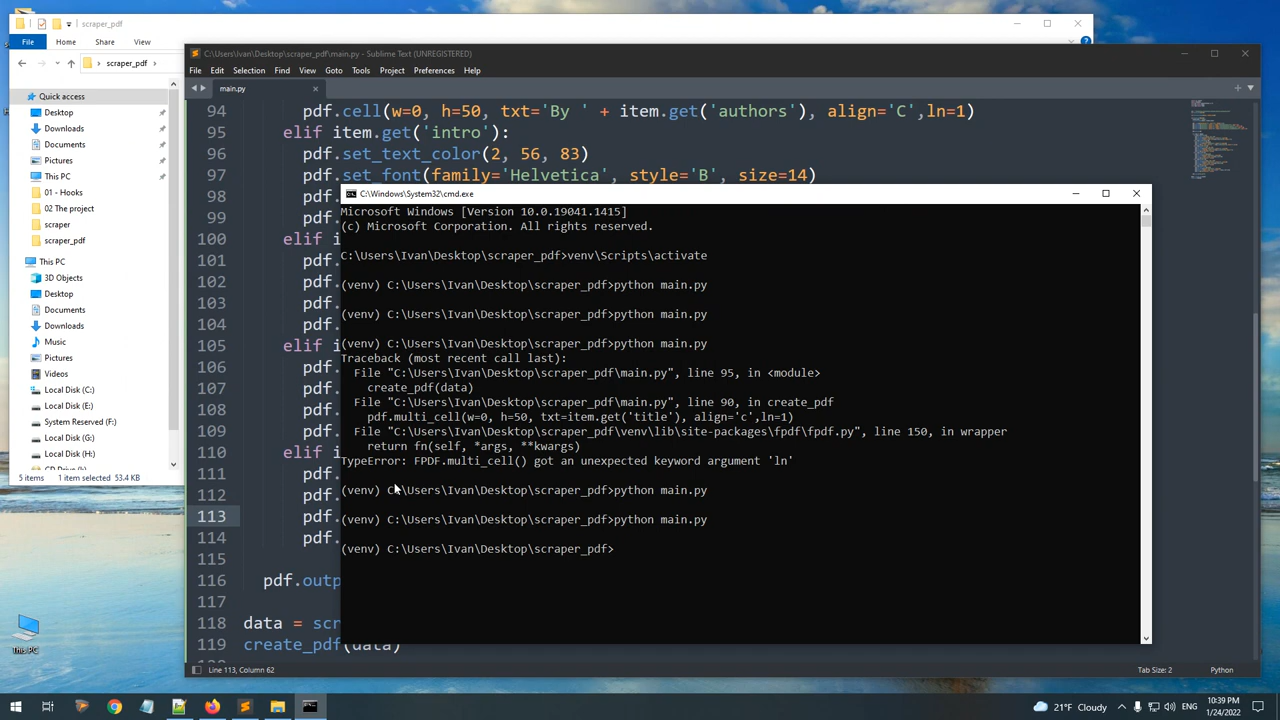 scraper_pdf
File
Home
Share
View
scraper_pdf
Quick access
Desktop
Downloads
Documents
Pictures
This PC
01 - Hooks
02 The project
scraper
scraper_pdf
This PC
3D Objects
Desktop
Documents
Downloads
Music
Pictures
Videos
Local Disk (C:)
Local Disk (E:)
System Reserved (F:)
Local Disk (G:)
Local Disk (H:)
CD Drive (I:)
5 items
1 item selected 53.4 KB
This PC
C:\Users\Ivan\Desktop\scraper_pdf\main.py - Sublime Text (UNREGISTERED)
File Edit Selection Find View Goto Tools Project Preferences Help
main.py
94 pdf.cell(w=0, h=50, txt='By ' + item.get('authors'), align='C',ln=1)
95 elif item.get('intro'):
96 pdf.set_text_color(2, 56, 83)
97 pdf.set_font(family='Helvetica', style='B', size=14)
98 pdf.
99 pdf.
100 elif i
101 pdf.
102 pdf.
103 pdf.
104 pdf.
105 elif i
106 pdf.
107 pdf.
108 pdf.
109 pdf.
110 elif i
111 pdf.
112 pdf.
113 pdf.
114 pdf.
115
116 pdf.outp
117
118 data = scr
119 create_pdf(data)
C:\Windows\System32\cmd.exe
Microsoft Windows [Version 10.0.19041.1415]
(c) Microsoft Corporation. All rights reserved.
C:\Users\Ivan\Desktop\scraper_pdf>venv\Scripts\activate
(venv) C:\Users\Ivan\Desktop\scraper_pdf>python main.py
(venv) C:\Users\Ivan\Desktop\scraper_pdf>python main.py
(venv) C:\Users\Ivan\Desktop\scraper_pdf>python main.py
Traceback (most recent call last):
File "C:\Users\Ivan\Desktop\scraper_pdf\main.py", line 95, in <module>
create_pdf(data)
File "C:\Users\Ivan\Desktop\scraper_pdf\main.py", line 90, in create_pdf
pdf.multi_cell(w=0, h=50, txt=item.get('title'), align='c',ln=1)
File "C:\Users\Ivan\Desktop\scraper_pdf\venv\lib\site-packages\fpdf\fpdf.py", line 150, in wrapper
return fn(self, *args, **kwargs)
TypeError: FPDF.multi_cell() got an unexpected keyword argument 'ln'
(venv) C:\Users\Ivan\Desktop\scraper_pdf>python main.py
(venv) C:\Users\Ivan\Desktop\scraper_pdf>python main.py
(venv) C:\Users\Ivan\Desktop\scraper_pdf>
Line 113, Column 62
Tab Size: 2
Python
21°F Cloudy
ENG
10:39 PM
1/24/2022